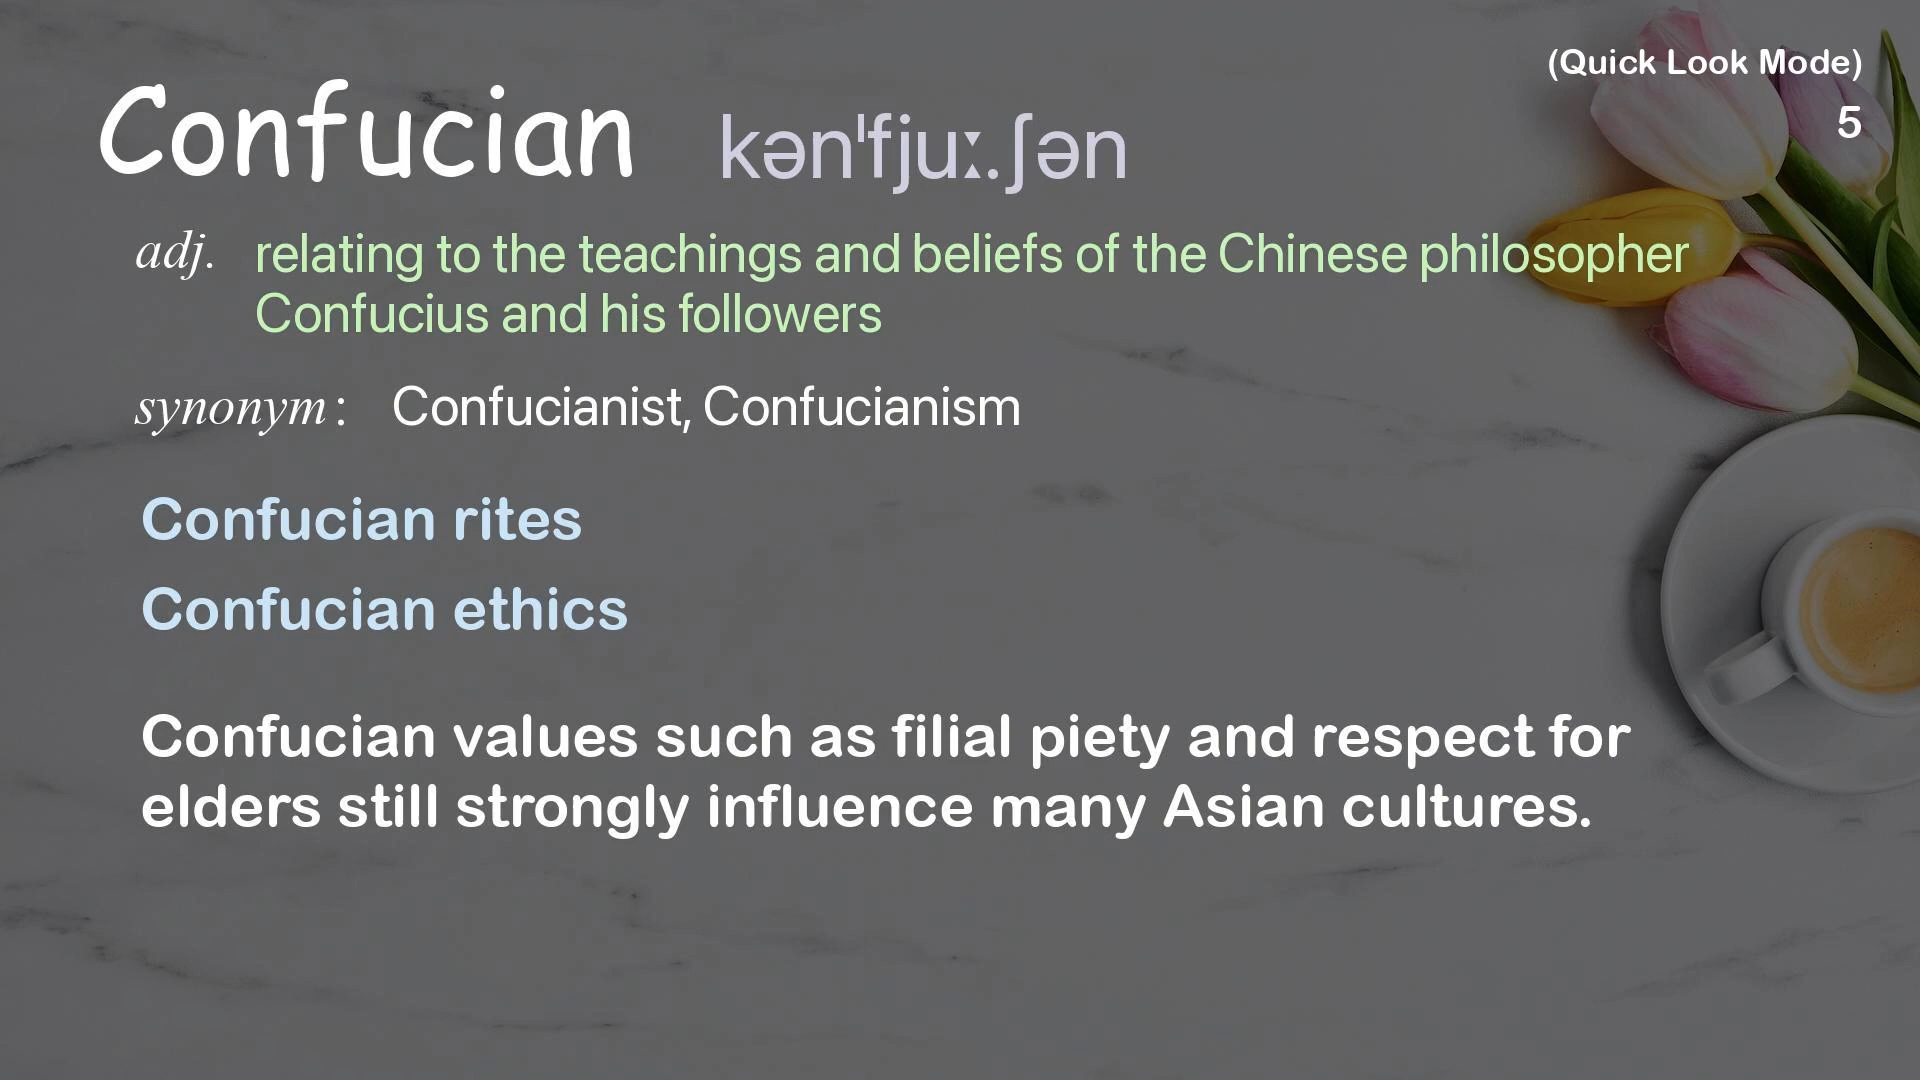 (Quick Look Mode)
5
Confucian kənˈfjuː.ʃən
adj. relating to the teachings and beliefs of the Chinese philosopher
Confucius and his followers
synonym: Confucianist, Confucianism
Confucian rites
Confucian ethics
Confucian values such as filial piety and respect for
elders still strongly influence many Asian cultures.